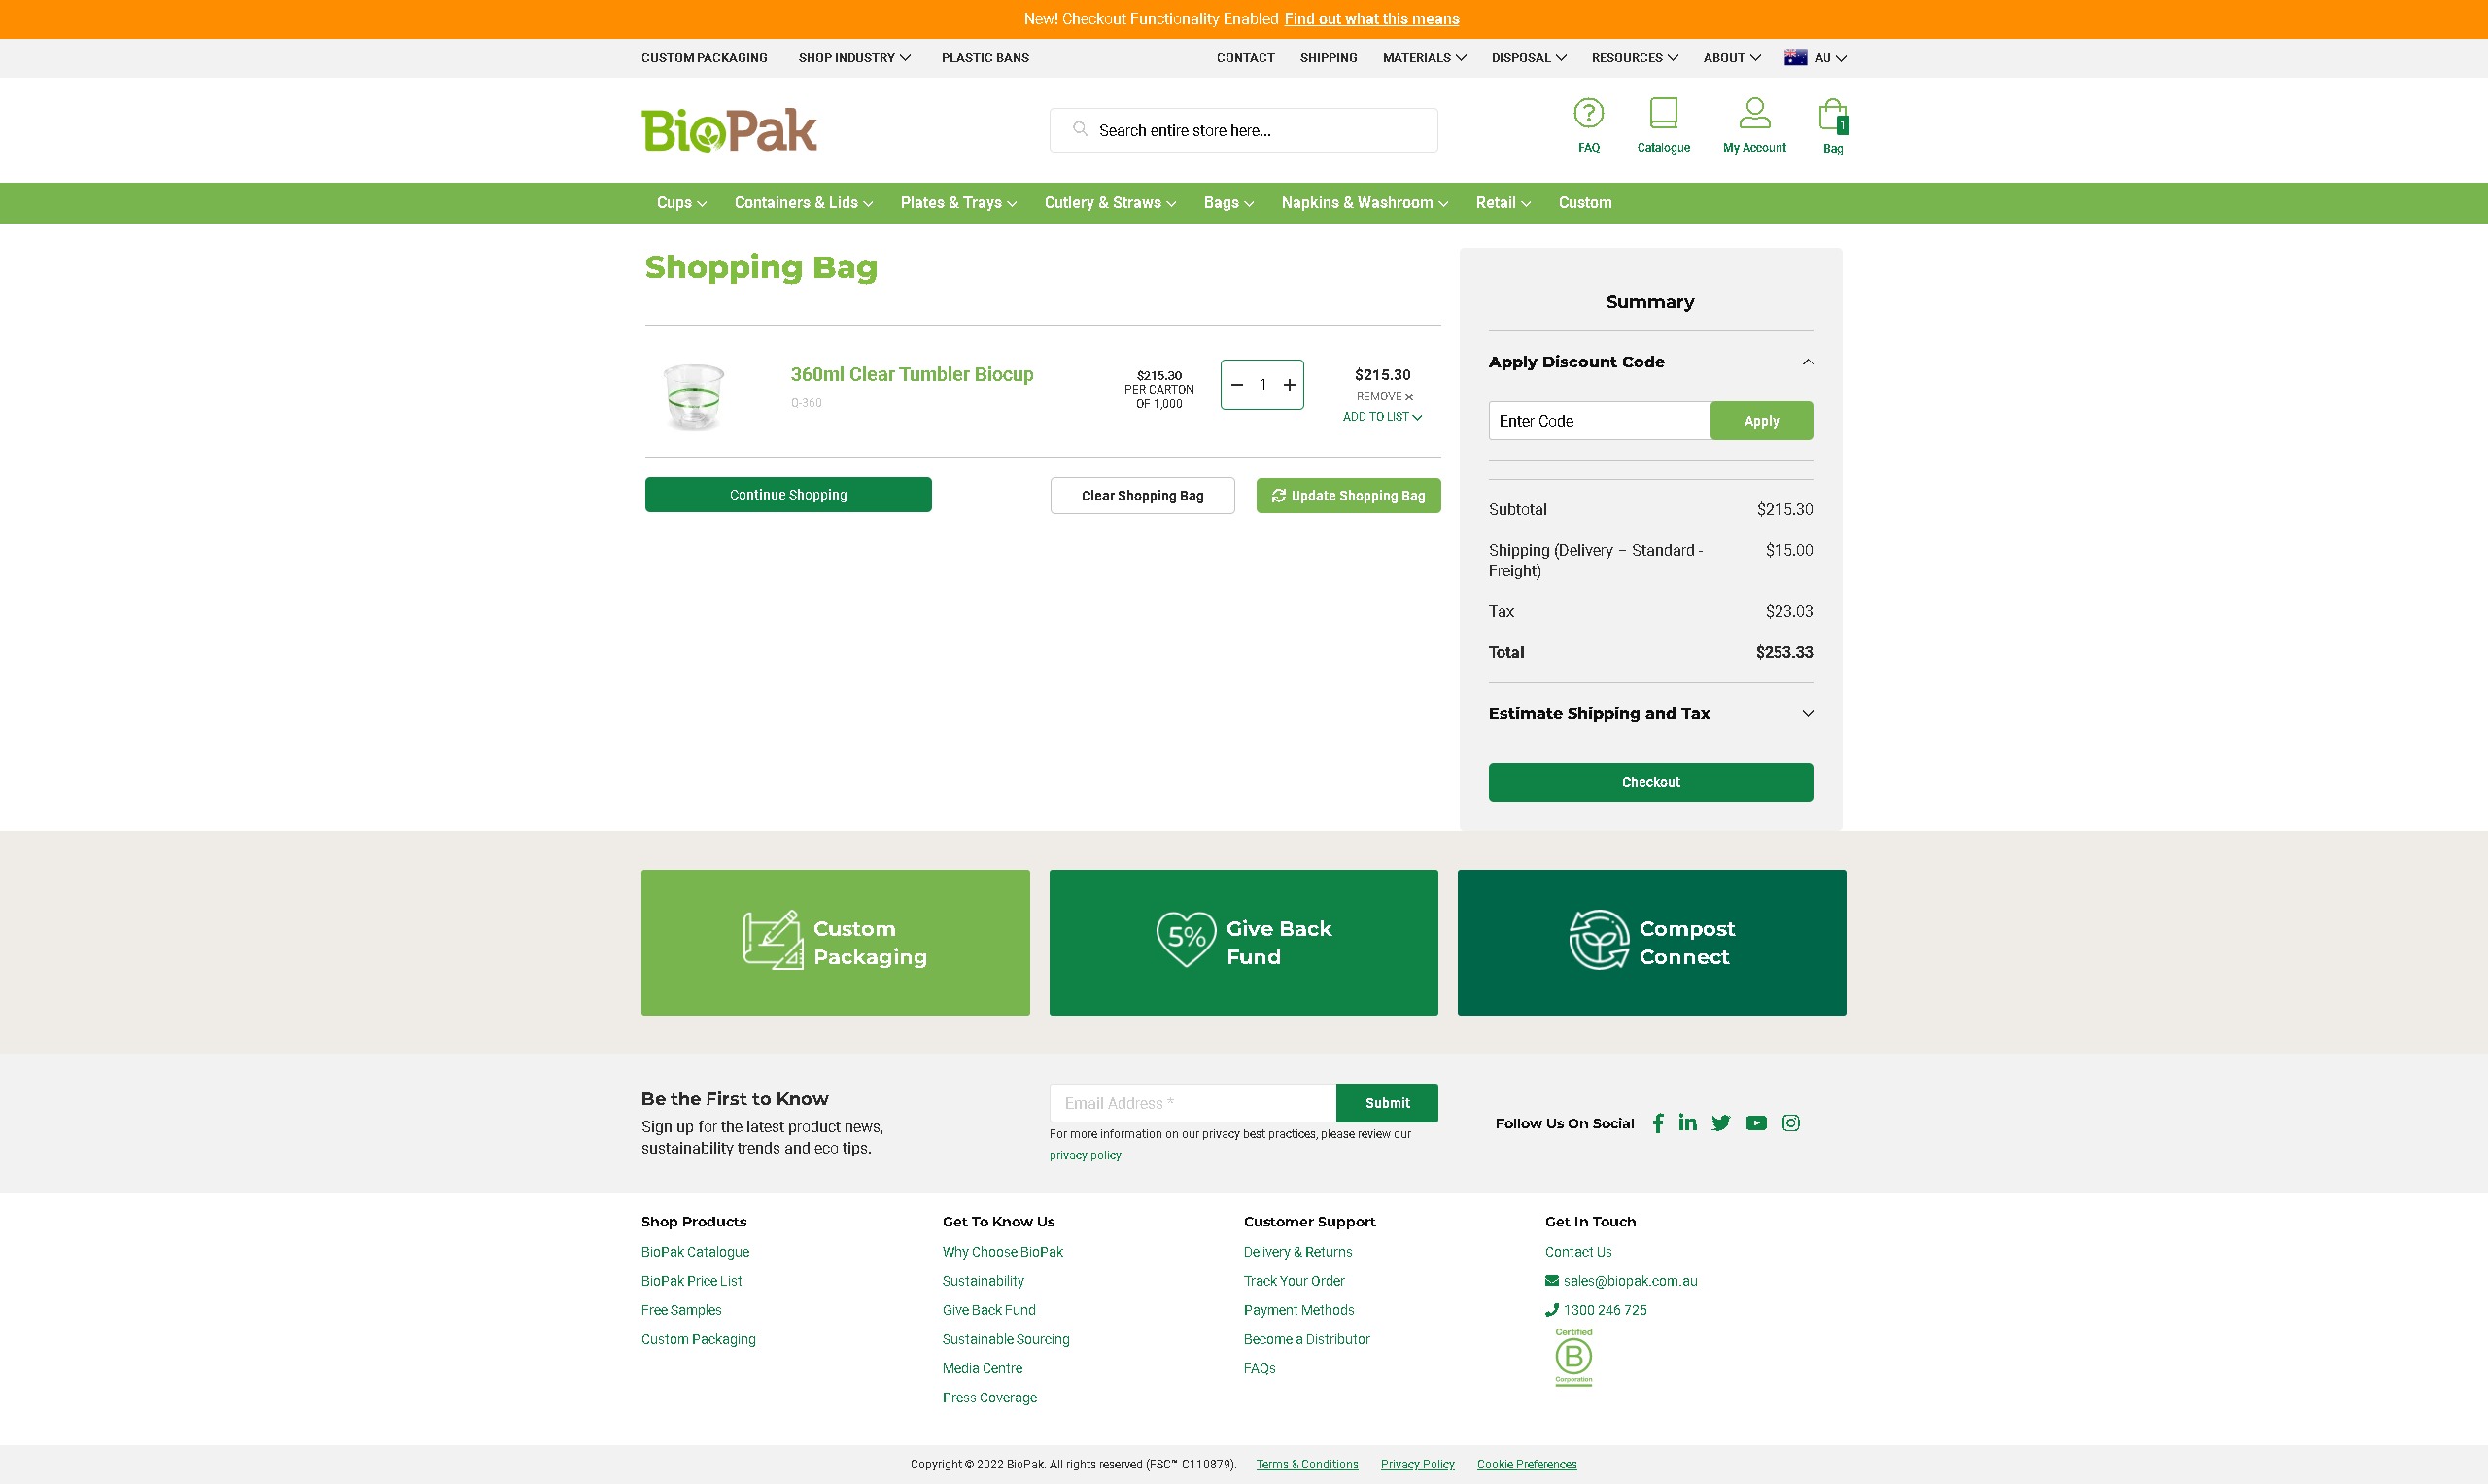 New! Checkout Functionality Enabled Find out what this means
CUSTOM PACKAGING SHOP INDUSTRY PLASTIC BANS CONTACT SHIPPING MATERIALS DISPOSAL RESOURCES ABOUT AU
BioPak
Search entire store here...
FAQ Catalogue My Account 1 Bag
Cups Containers & Lids Plates & Trays Cutlery & Straws Bags Napkins & Washroom Retail Custom
Shopping Bag
360ml Clear Tumbler Biocup
Q-360
$215.30
PER CARTON
OF 1,000
1
$215.30
REMOVE
ADD TO LIST
Continue Shopping Clear Shopping Bag Update Shopping Bag
Summary
Apply Discount Code
Enter Code Apply
Subtotal $215.30
Shipping (Delivery – Standard - $15.00
Freight)
Tax $23.03
Total $253.33
Estimate Shipping and Tax
Checkout
Custom
Packaging
5% Give Back
Fund
Compost
Connect
Be the First to Know
Sign up for the latest product news,
sustainability trends and eco tips.
Email Address * Submit
For more information on our privacy best practices, please review our
privacy policy
Follow Us On Social
Shop Products
BioPak Catalogue
BioPak Price List
Free Samples
Custom Packaging
Get To Know Us
Why Choose BioPak
Sustainability
Give Back Fund
Sustainable Sourcing
Media Centre
Press Coverage
Customer Support
Delivery & Returns
Track Your Order
Payment Methods
Become a Distributor
FAQs
Get In Touch
Contact Us
sales@biopak.com.au
1300 246 725
Certified
B
Corporation
Copyright © 2022 BioPak. All rights reserved (FSC™ C110879). Terms & Conditions Privacy Policy Cookie Preferences